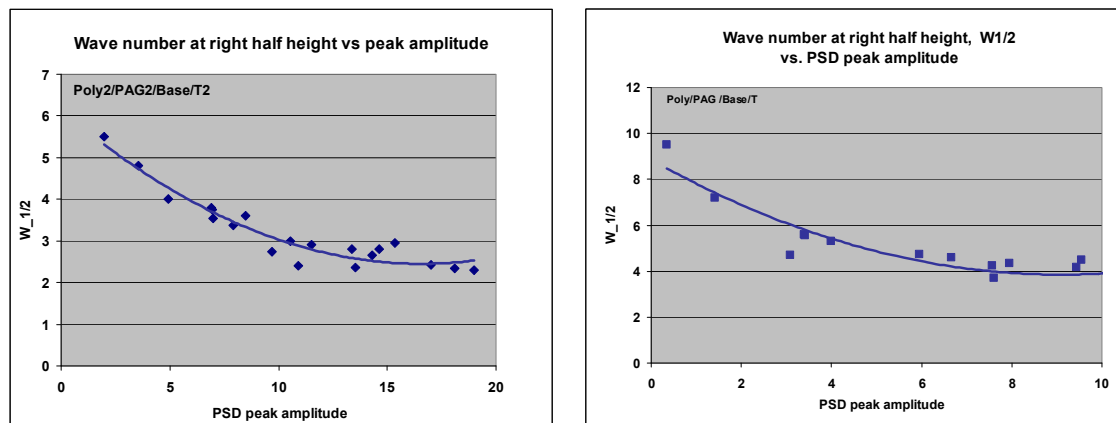 Wave number at right half height vs peak amplitude
7
6
5
4
3
2
1
0
Poly2/PAG2/Base/T2
W_1/2
0 5 10 15 20
PSD peak amplitude
Wave number at right half height, W1/2
vs. PSD peak amplitude
12
10
8
6
4
2
0
Poly/PAG /Base/T
W_1/2
0 2 4 6 8 10
PSD peak amplitude